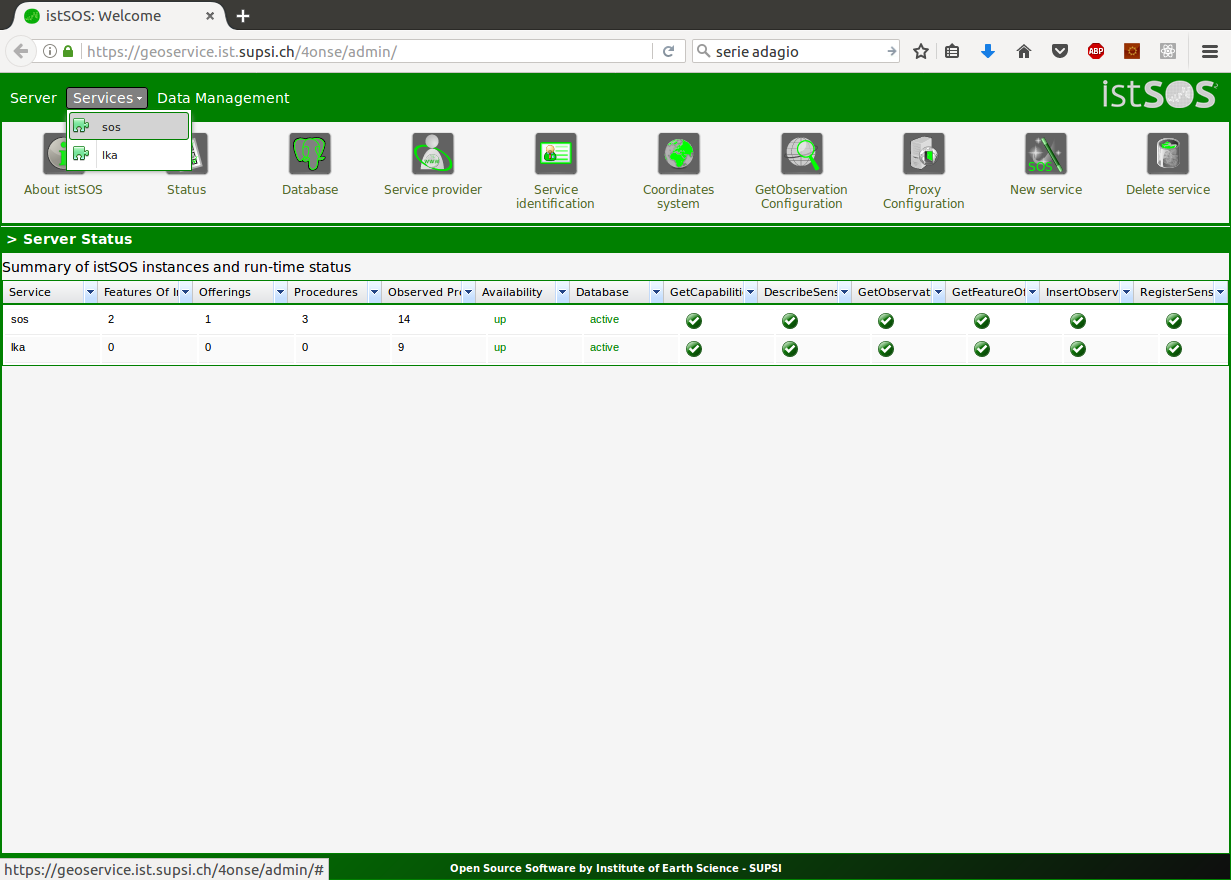 istSOS: Welcome
https://geoservice.ist.supsi.ch/4onse/admin/
serie adagio
ABP
Server Services Data Management
istSOS
sos
lka
About istSOS
Status
Database
Service provider
Service
identification
Coordinates
system
GetObservation
Configuration
Proxy
Configuration
New service
Delete service
www
SOS
> Server Status
Summary of istSOS instances and run-time status
Service Features Of I Offerings Procedures Observed Pr Availability Database GetCapabiliti DescribeSens GetObservat GetFeatureOf InsertObserv RegisterSens
sos 2 1 3 14 up active
lka 0 0 0 9 up active
https://geoservice.ist.supsi.ch/4onse/admin/#
Open Source Software by Institute of Earth Science - SUPSI